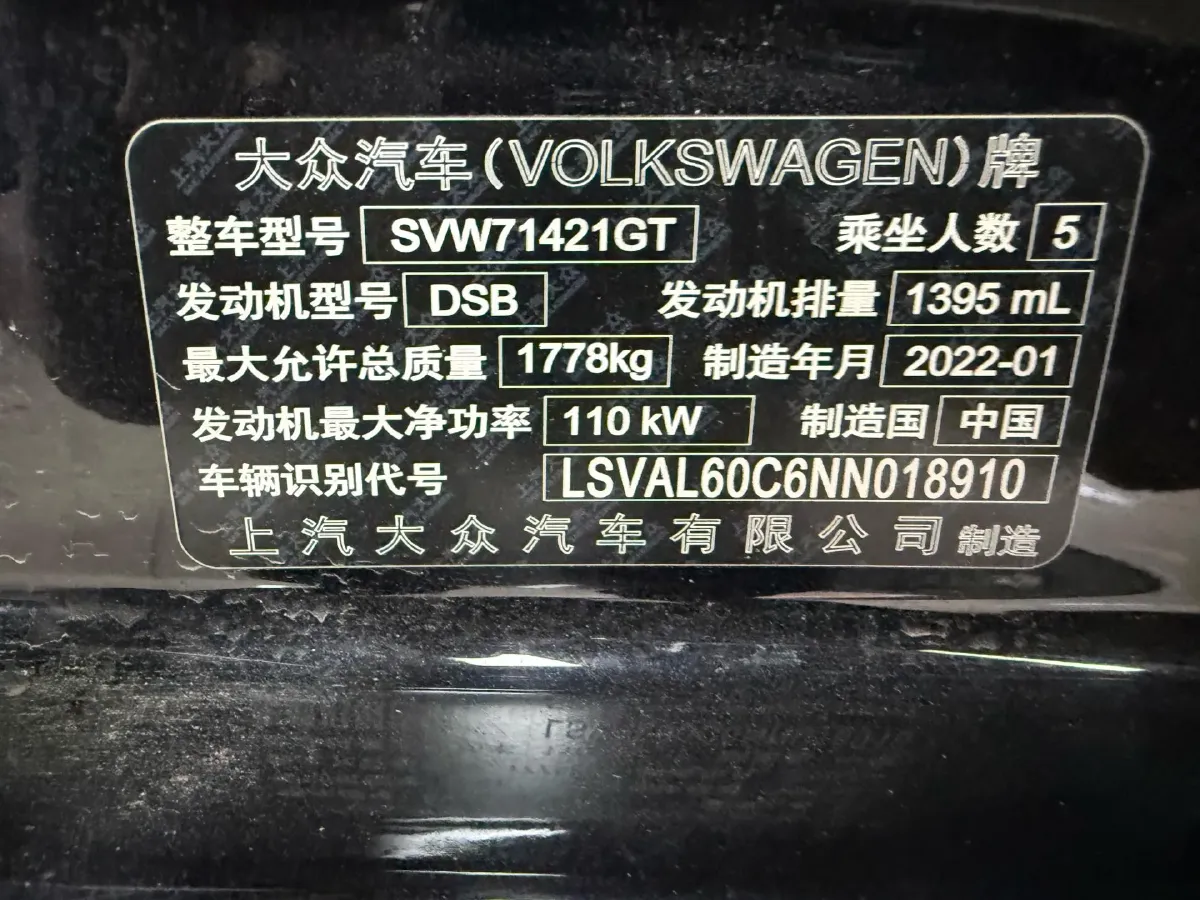 大众汽车(VOLKSWAGEN)牌
整车型号 SVW71421GT 乘坐人数 5
发动机型号 DSB 发动机排量 1395 mL
最大允许总质量 1778kg 制造年月 2022-01
发动机最大净功率 110 kW 制造国 中国
车辆识别代号 LSVAL60C6NN018910
上汽大众汽车有限公司 制造